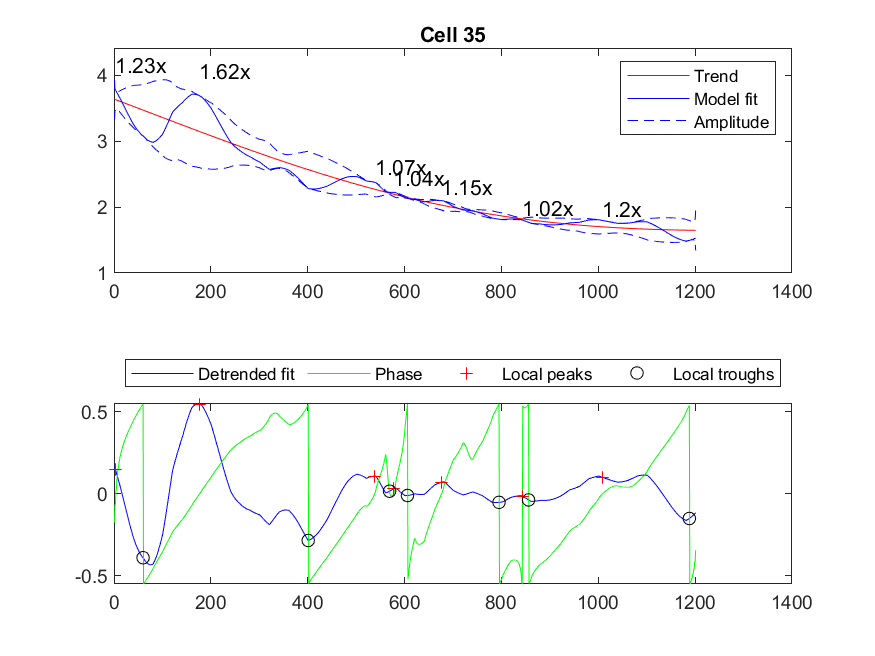 Cell 35
4
3
2
1
1.23x
1.62x
1.07x
1.04x
1.15x
1.02x
1.2x
Trend
Model fit
Amplitude
0 200 400 600 800 1000 1200 1400
Detrended fit Phase Local peaks Local troughs
0.5
0
-0.5
0 200 400 600 800 1000 1200 1400